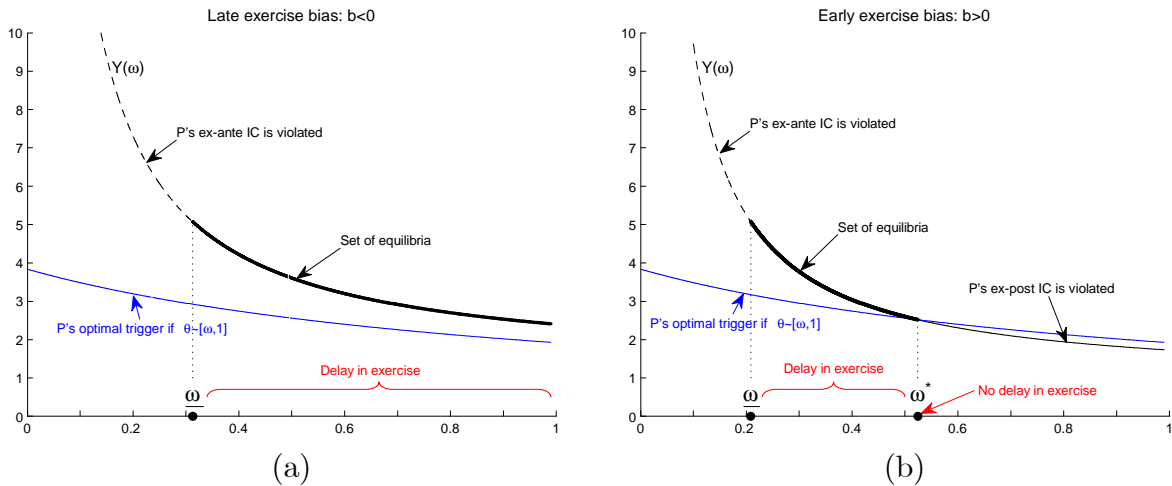 Late exercise bias: b<0
10
9
8
7
6
5
4
3
2
1
0
Y(ω)
P's ex-ante IC is violated
Set of equilibria
P's optimal trigger if θ~[ω,1]
Delay in exercise
ω
0
0.2
0.4
0.6
0.8
1
(a)
Early exercise bias: b>0
10
9
8
7
6
5
4
3
2
1
0
Y(ω)
P's ex-ante IC is violated
Set of equilibria
P's ex-post IC is violated
P's optimal trigger if θ~[ω,1]
Delay in exercise
ω
ω*
No delay in exercise
0
0.2
0.4
0.6
0.8
1
(b)